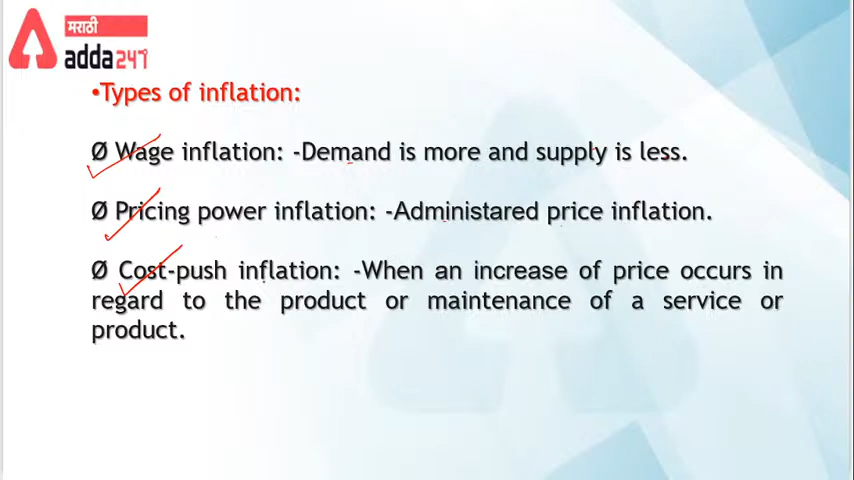 मराठी
adda247
•Types of inflation:
Ø Wage inflation: -Demand is more and supply is less.
Ø Pricing power inflation: -Administared price inflation.
Ø Cost-push inflation: -When an increase of price occurs in
regard to the product or maintenance of a service or
product.